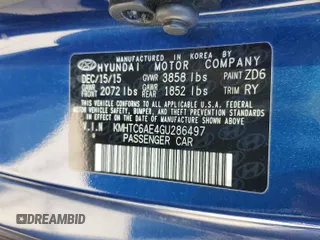 MANUFACTURED IN KOREA BY
HYUNDAI MOTOR COMPANY
DEC/15/15 GVWR 3858 lbs PAINT ZD6
GAWR FRONT 2072 lbs GAWR REAR 1852 lbs TRIM RY
THIS VEHICLE CONFORMS TO ALL APPLICABLE
FEDERAL MOTOR VEHICLE SAFETY, BUMPER, AND
THEFT PREVENTION STANDARDS IN EFFECT ON THE
DATE OF MANUFACTURE SHOWN ABOVE.
V.I.N KMHTC6AE4GU286497
PASSENGER CAR
© DREAMBID.COM